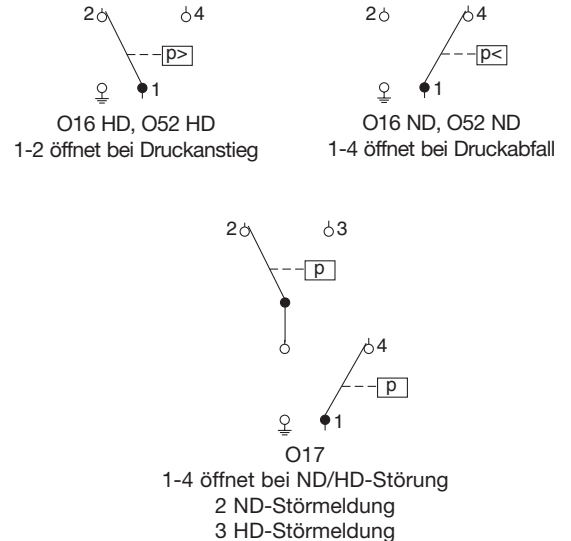 2 4
p>
1
O16 HD, O52 HD
1-2 öffnet bei Druckanstieg
2 4
p<
1
O16 ND, O52 ND
1-4 öffnet bei Druckabfall
2 3
p
4
p
1
O17
1-4 öffnet bei ND/HD-Störung
2 ND-Störmeldung
3 HD-Störmeldung